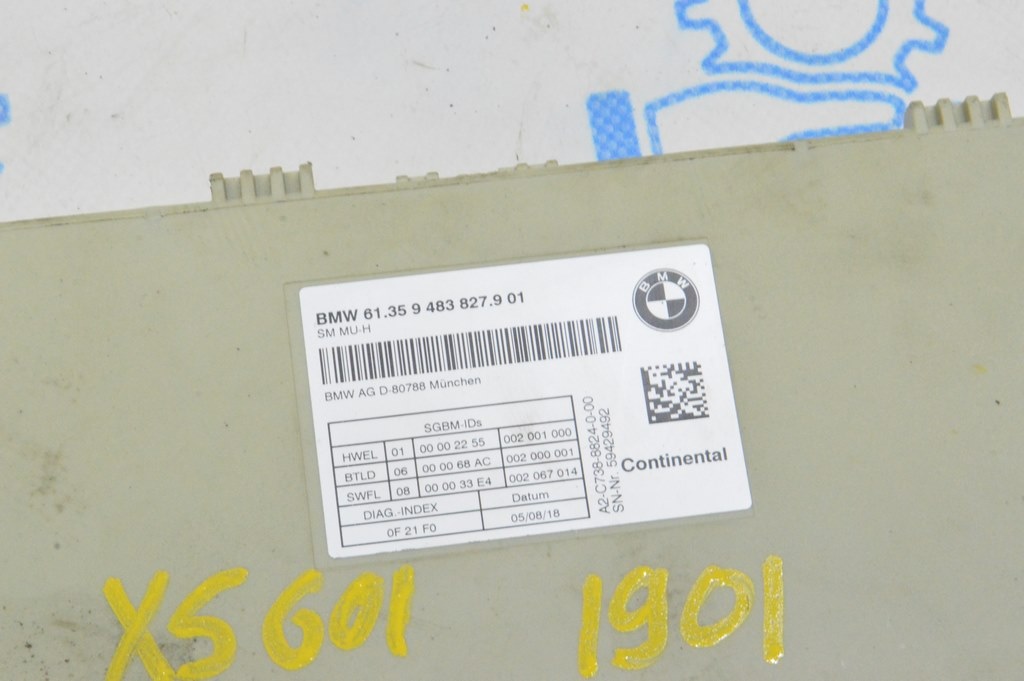 BMW 61.35 9 483 827.9 01
SM MU-H
BMW
BMW AG D-80788 München
SGBM-IDs
HWEL 01 00 00 22 55 002 001 000
BTLD 06 00 00 68 AC 002 000 001
SWFL 08 00 00 33 E4 002 067 014
DIAG.-INDEX Datum
0F 21 F0 05/08/18
A2-C738-8824-0-00
SN-Nr. 59429492
Continental
X5 G01 1901